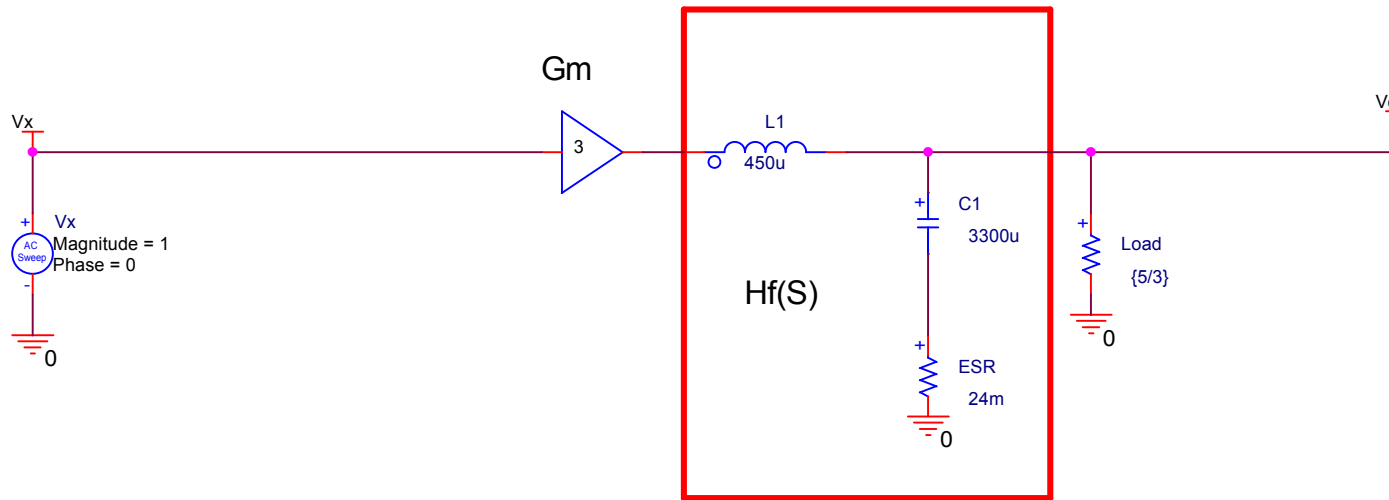 Gm
Vx
Vo
3
L1
450u
+
C1
3300u
+
Vx
AC
Sweep
Magnitude = 1
Phase = 0
-
0
+
Load
{5/3}
0
Hf(S)
+
ESR
24m
0